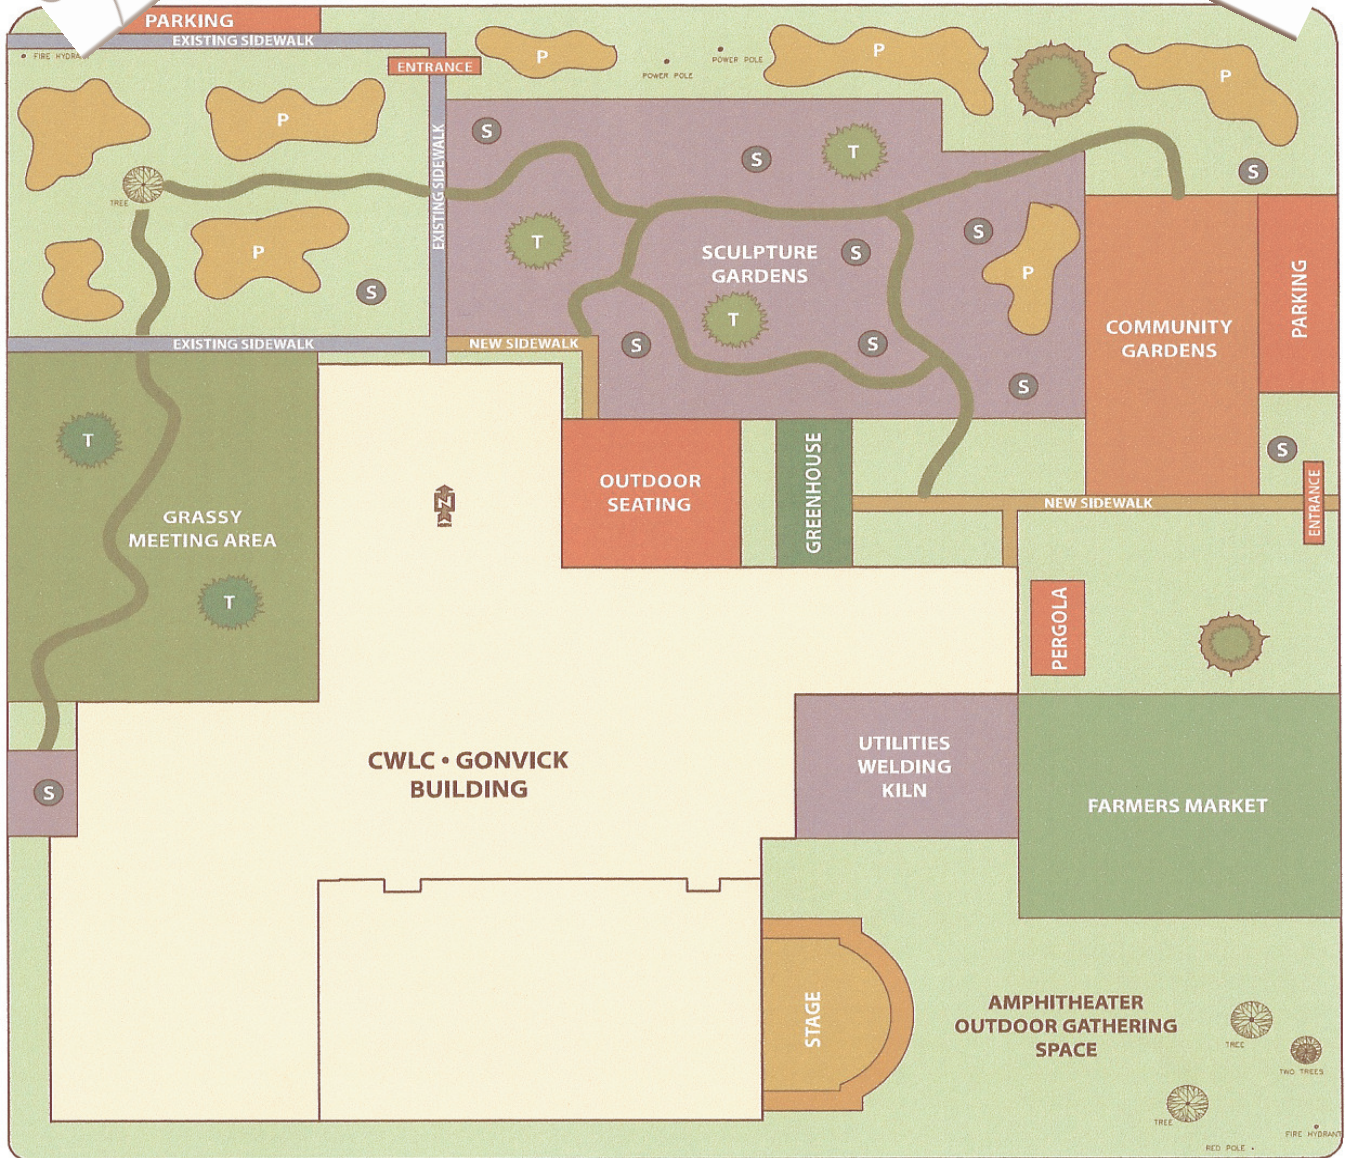 PARKING
EXISTING SIDEWALK
FIRE HYDRA
ENTRANCE
P
POWER POLE
POWER POLE
P
P
P
S
S
T
S
EXISTING SIDEWALK
TREE
P
T
SCULPTURE
GARDENS
S
S
P
S
T
COMMUNITY
GARDENS
PARKING
EXISTING SIDEWALK
NEW SIDEWALK
S
S
S
T
OUTDOOR
SEATING
GREENHOUSE
S
N
NEW SIDEWALK
ENTRANCE
GRASSY
MEETING AREA
T
PERGOLA
CWLC • GONVICK
BUILDING
UTILITIES
WELDING
KILN
S
FARMERS MARKET
STAGE
AMPHITHEATER
OUTDOOR GATHERING
SPACE
TREE
TWO TREES
TREE
FIRE HYDRANT
RED POLE